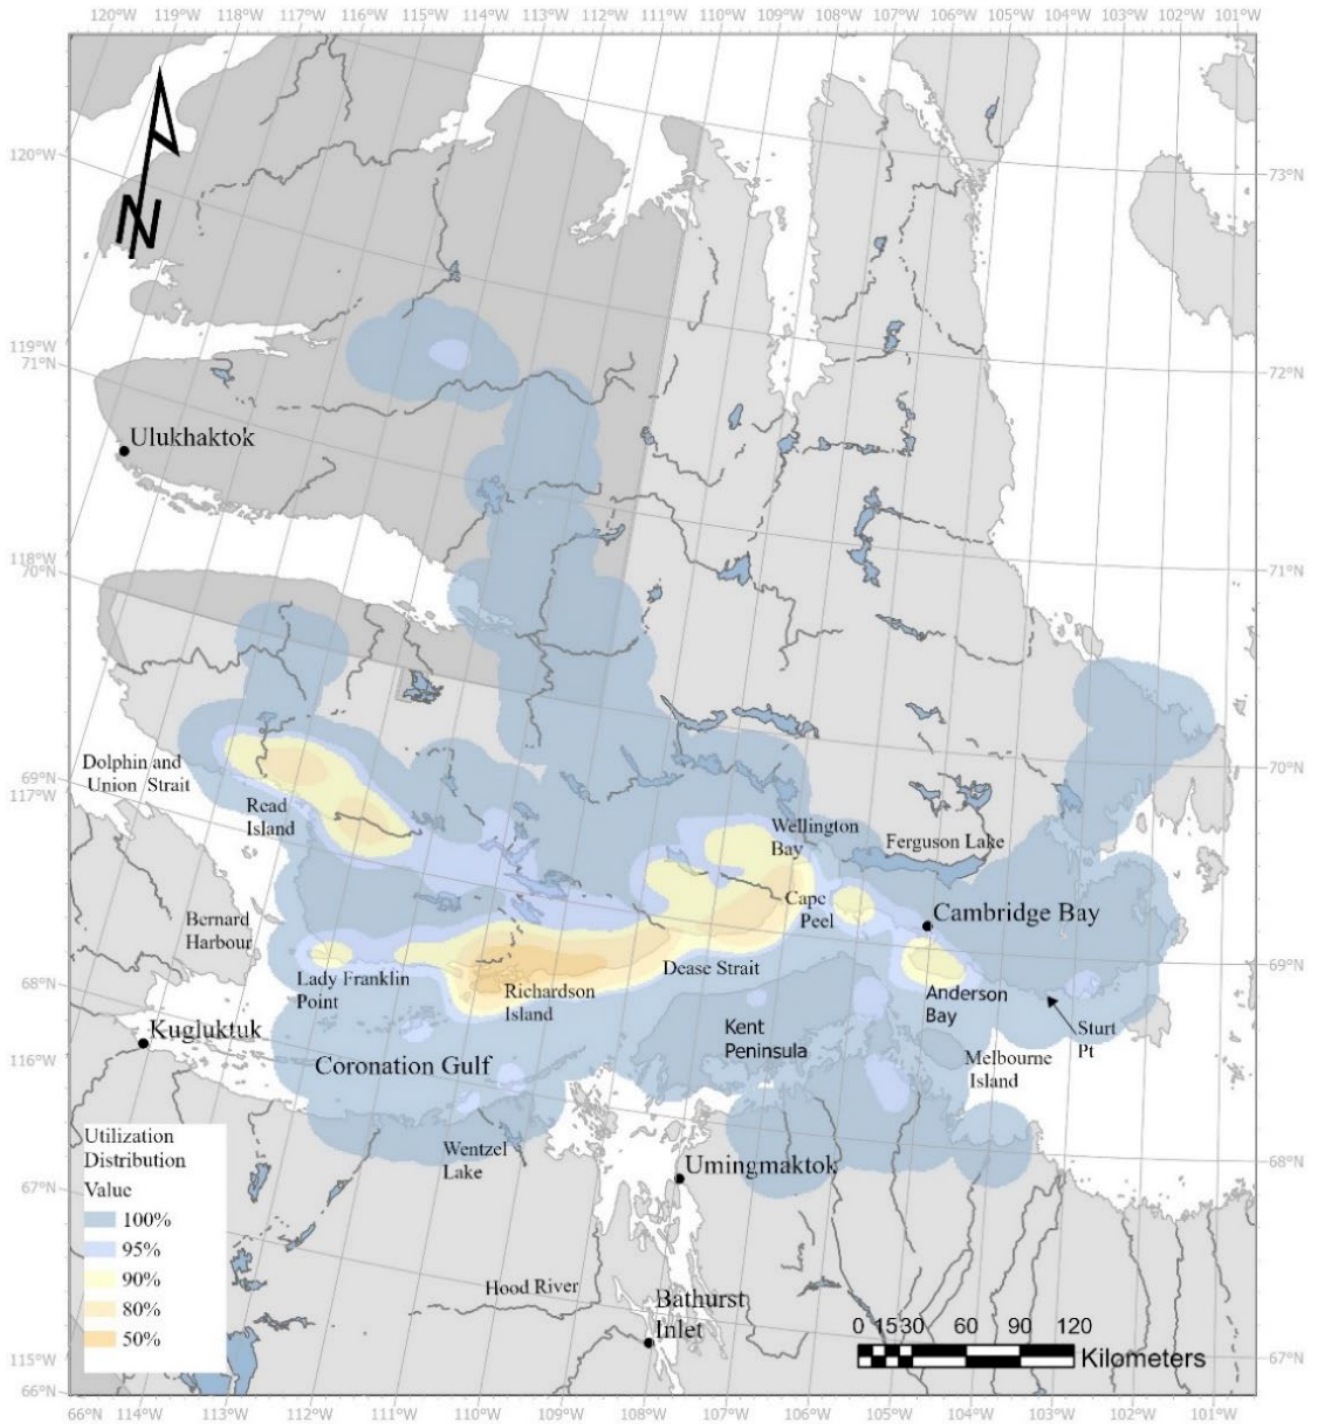 120°W 119°W 118°W 117°W 116°W 115°W 114°W 113°W 112°W 111°W 110°W 109°W 108°W 107°W 106°W 105°W 104°W 103°W 102°W 101°W
N
120°W
73°N
119°W
71°N
72°N
Ulukhaktok
118°W
70°N
71°N
Dolphin and
Union Strait
69°N
117°W
70°N
Read
Island
Wellington
Bay
Ferguson Lake
Cape
Peel
Cambridge Bay
Bernard
Harbour
Dease Strait
69°N
Lady Franklin
Point
68°N
Richardson
Island
Anderson
Bay
Kugluktuk
Kent
Peninsula
Sturt
Pt
116°W
Coronation Gulf
Melbourne
Island
Utilization
Distribution
Value
100%
95%
90%
80%
50%
Wentzel
Lake
Umingmaktok
68°N
67°N
Hood River
Bathurst
Inlet
0 15 30 60 90 120
Kilometers
115°W
66°N
67°N
66°N 114°W 113°W 112°W 111°W 110°W 109°W 108°W 107°W 106°W 105°W 104°W 103°W 102°W 101°W